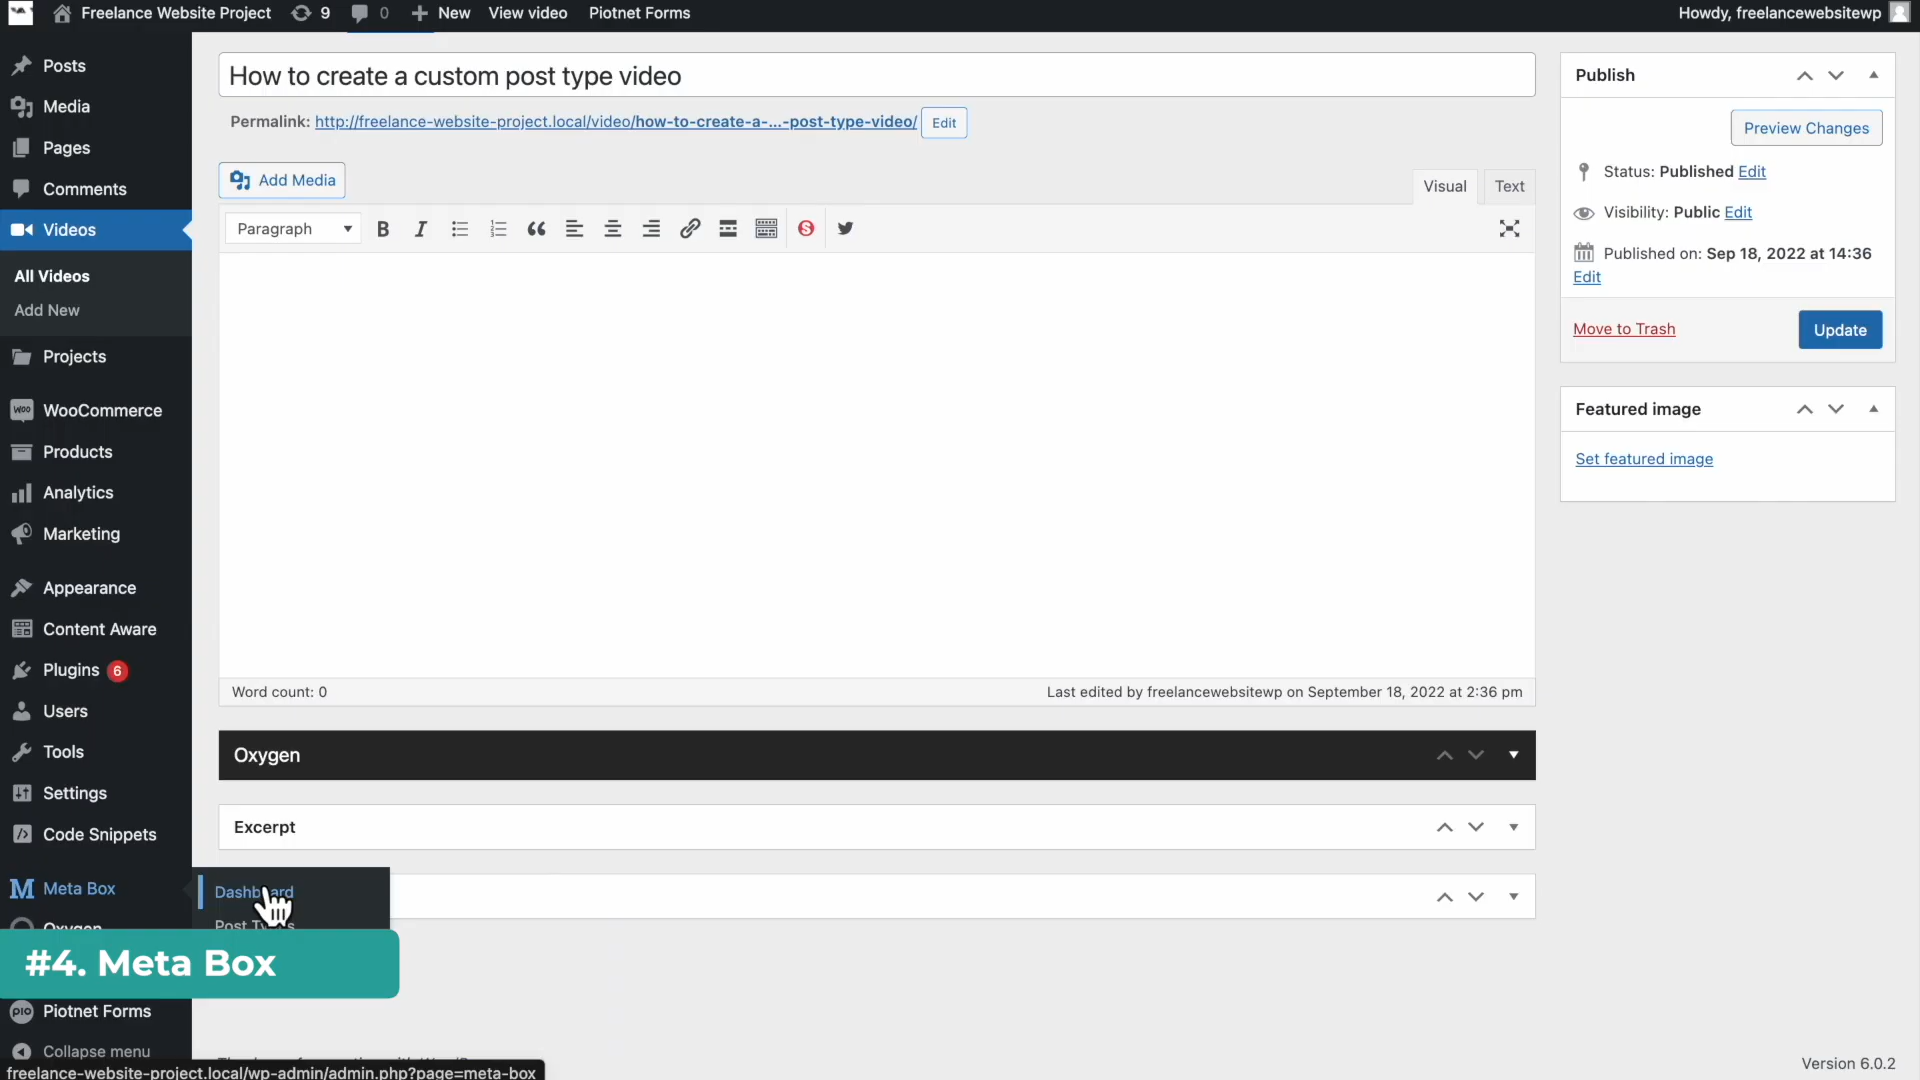 Freelance Website Project
9
0
New
View video
Piotnet Forms
Howdy, freelancewebsitewp
Posts
Media
Pages
Comments
Videos
All Videos
Add New
Projects
WooCommerce
Products
Analytics
Marketing
Appearance
Content Aware
Plugins 6
Users
Tools
Settings
Code Snippets
Meta Box
Oxygen
Piotnet Forms
Collapse menu
How to create a custom post type video
Permalink: http://freelance-website-project.local/video/how-to-create-a-...-post-type-video/ Edit
Add Media
Visual
Text
Paragraph
Word count: 0
Last edited by freelancewebsitewp on September 18, 2022 at 2:36 pm
Oxygen
Excerpt
Dashboard
Post Types
#4. Meta Box
Publish
Preview Changes
Status: Published Edit
Visibility: Public Edit
Published on: Sep 18, 2022 at 14:36
Edit
Move to Trash
Update
Featured image
Set featured image
Version 6.0.2
freelance-website-project.local/wp-admin/admin.php?page=meta-box